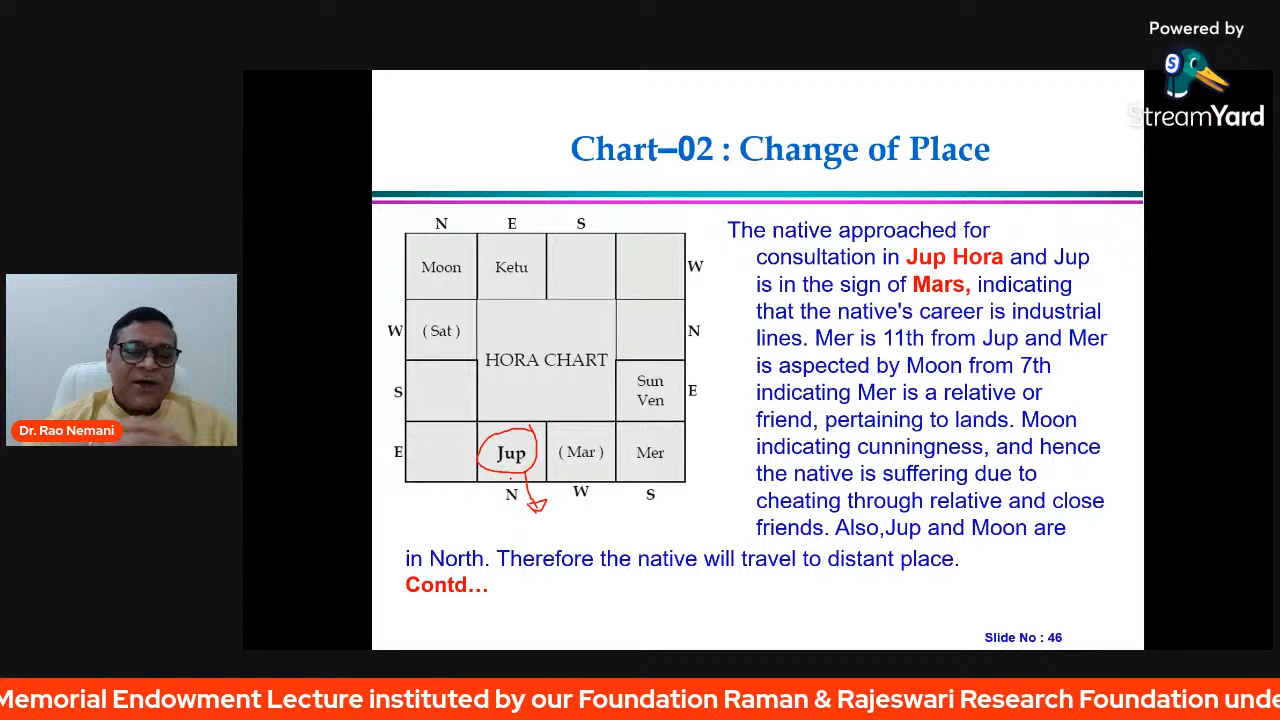 Powered by
StreamYard
Chart–02 : Change of Place
N E S
Moon Ketu W
W ( Sat ) N
HORA CHART
S Sun Ven E
E Jup ( Mar ) Mer
N W S
The native approached for
consultation in Jup Hora and Jup
is in the sign of Mars, indicating
that the native's career is industrial
lines. Mer is 11th from Jup and Mer
is aspected by Moon from 7th
indicating Mer is a relative or
friend, pertaining to lands. Moon
indicating cunningness, and hence
the native is suffering due to
cheating through relative and close
friends. Also,Jup and Moon are
in North. Therefore the native will travel to distant place.
Contd…
Slide No : 46
Dr. Rao Nemani
Memorial Endowment Lecture instituted by our Foundation Raman & Rajeswari Research Foundation unde